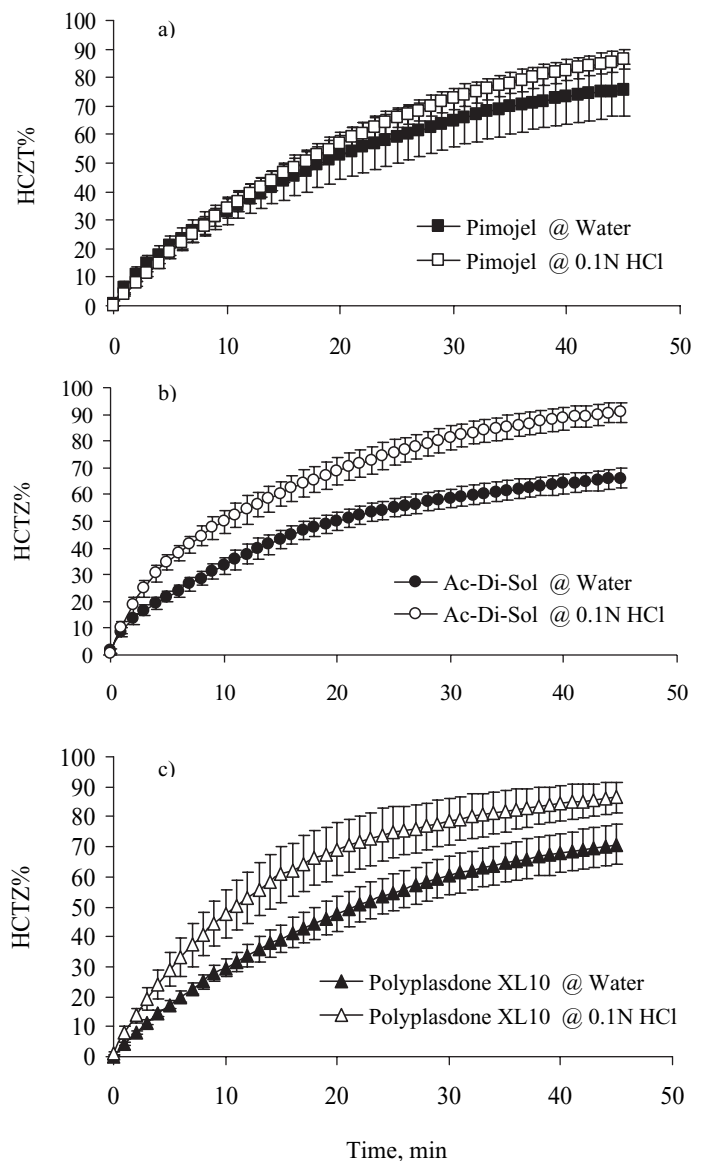 a)
100
90
80
70
60
50
40
30
20
10
0
HCZT%
Pimojel @ Water
Pimojel @ 0.1N HCl
0 10 20 30 40 50
b)
100
90
80
70
60
50
40
30
20
10
0
HCTZ%
Ac-Di-Sol @ Water
Ac-Di-Sol @ 0.1N HCl
0 10 20 30 40 50
c)
100
90
80
70
60
50
40
30
20
10
0
HCTZ%
Polyplasdone XL10 @ Water
Polyplasdone XL10 @ 0.1N HCl
0 10 20 30 40 50
Time, min